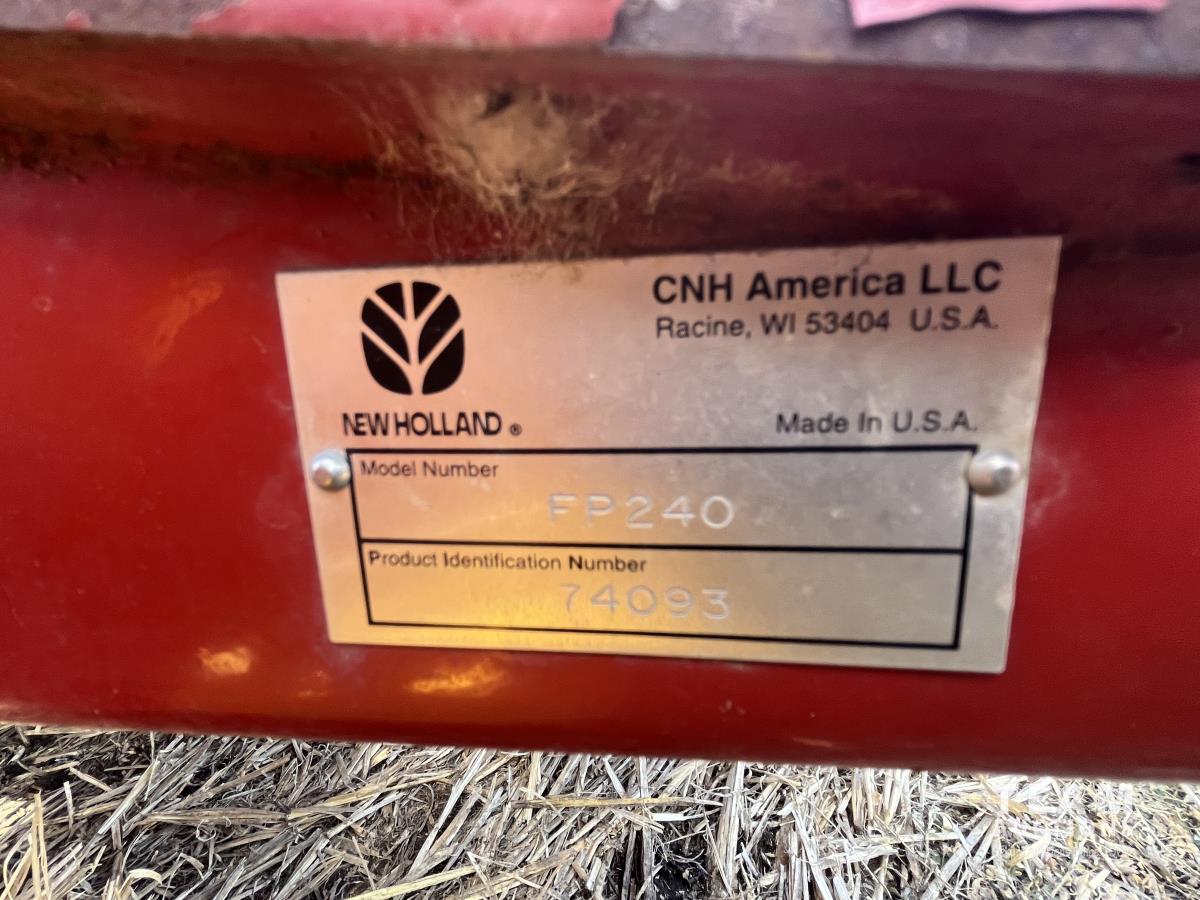 CNH America LLC
Racine, WI 53404 U.S.A.
NEW HOLLAND ®
Made In U.S.A.
Model Number
FP240
Product Identification Number
74093